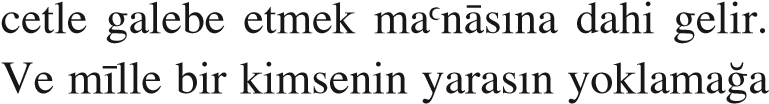 cetle galebe etmek maʿnāsına dahi gelir.
Ve mīlle bir kimsenin yarasın yoklamağa